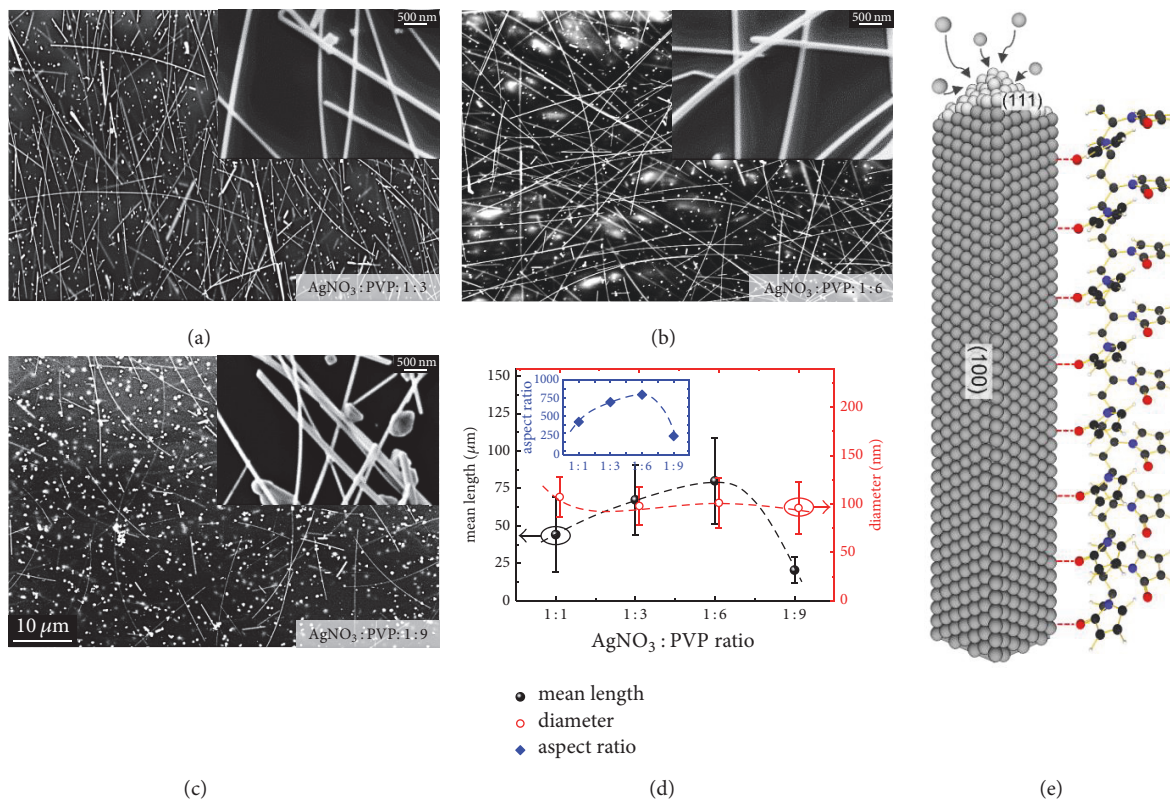 500 nm
AgNO₃:PVP: 1:3
(a)
500 nm
AgNO₃:PVP: 1:6
(b)
500 nm
10 μm
AgNO₃:PVP: 1:9
(c)
150
125
100
75
50
25
0
mean length (μm)
1000
750
500
250
0
aspect ratio
1:1 1:3 1:6 1:9
200
150
100
50
0
diameter (nm)
1:1 1:3 1:6 1:9
AgNO₃ : PVP ratio
mean length
diameter
aspect ratio
(d)
(111)
(100)
(e)